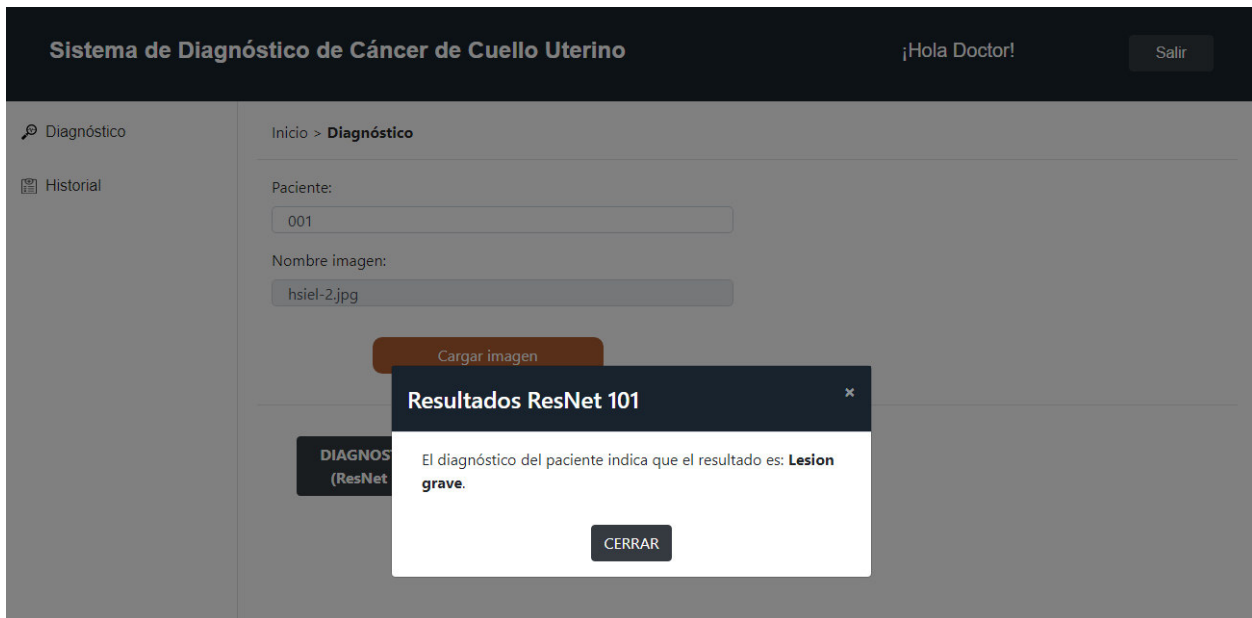 Sistema de Diagnóstico de Cáncer de Cuello Uterino
¡Hola Doctor!
Salir
Diagnóstico
Historial
Inicio > Diagnóstico
Paciente:
001
Nombre imagen:
hsiel-2.jpg
Cargar imagen
DIAGNOS
(ResNet
Resultados ResNet 101
×
El diagnóstico del paciente indica que el resultado es: Lesion
grave.
CERRAR